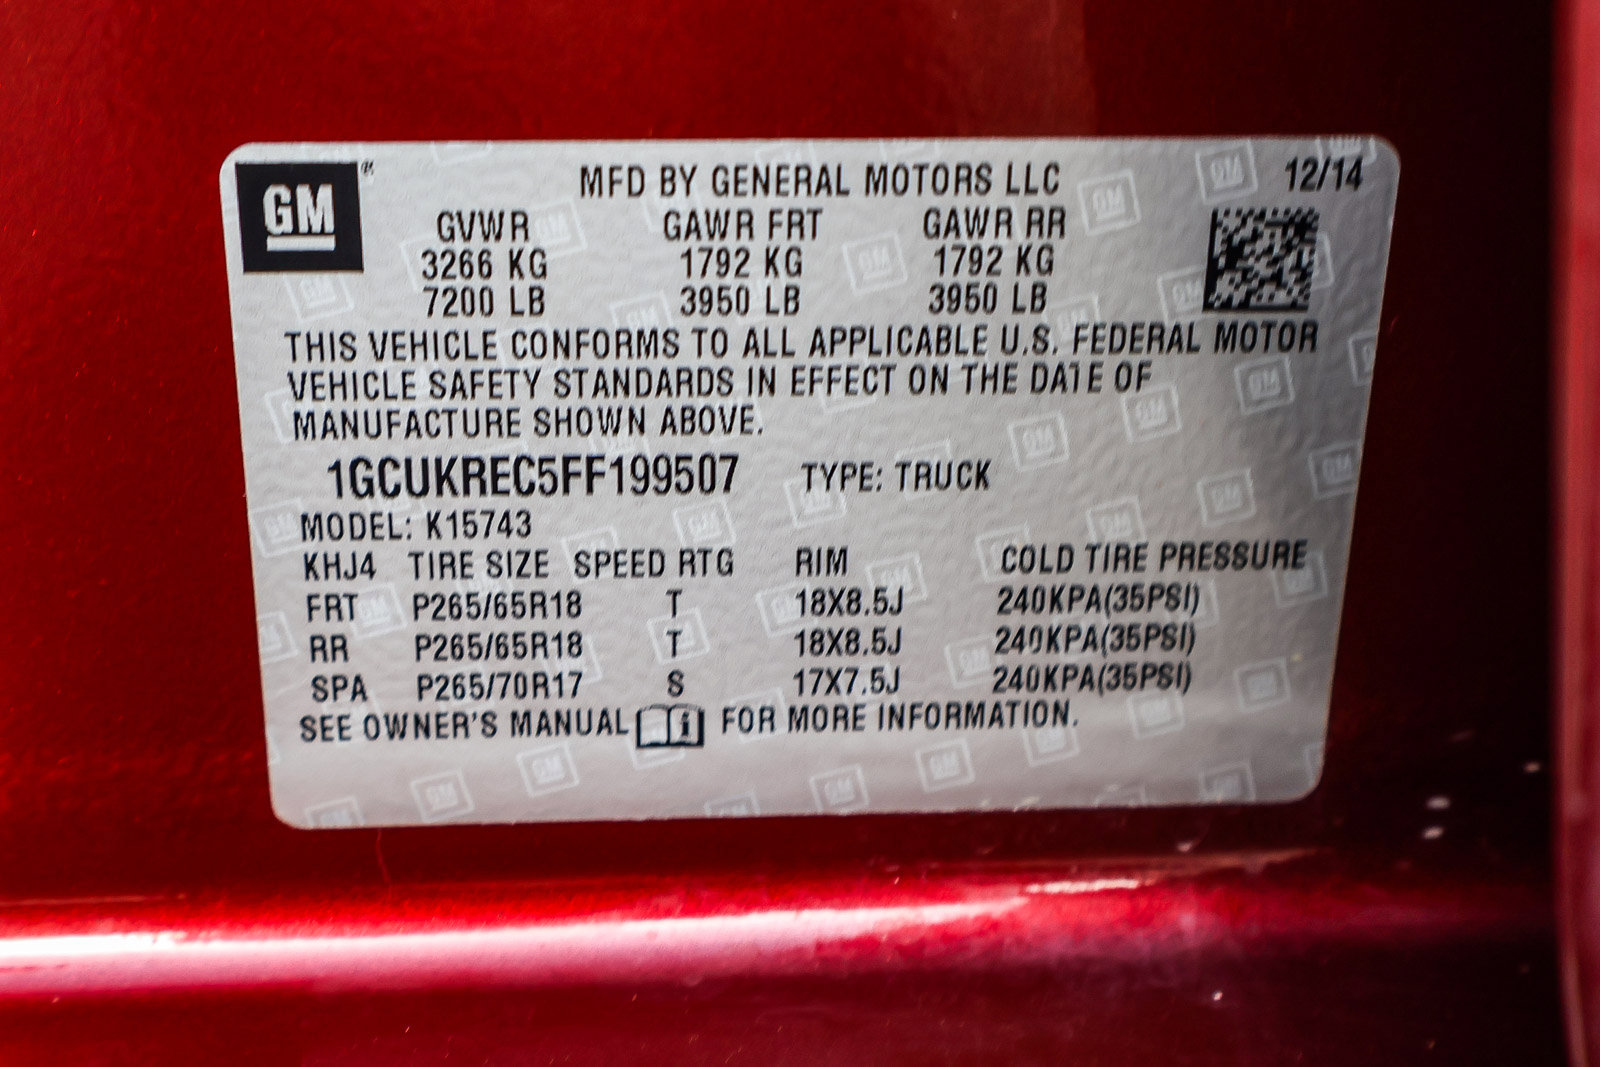 GM® MFD BY GENERAL MOTORS LLC 12/14
GVWR GAWR FRT GAWR RR
3266 KG 1792 KG 1792 KG
7200 LB 3950 LB 3950 LB
THIS VEHICLE CONFORMS TO ALL APPLICABLE U.S. FEDERAL MOTOR
VEHICLE SAFETY STANDARDS IN EFFECT ON THE DATE OF
MANUFACTURE SHOWN ABOVE.
1GCUKREC5FF199507 TYPE: TRUCK
MODEL: K15743
KHJ4 TIRE SIZE SPEED RTG RIM COLD TIRE PRESSURE
FRT P265/65R18 T 18X8.5J 240KPA(35PSI)
RR P265/65R18 T 18X8.5J 240KPA(35PSI)
SPA P265/70R17 S 17X7.5J 240KPA(35PSI)
SEE OWNER'S MANUAL i FOR MORE INFORMATION.